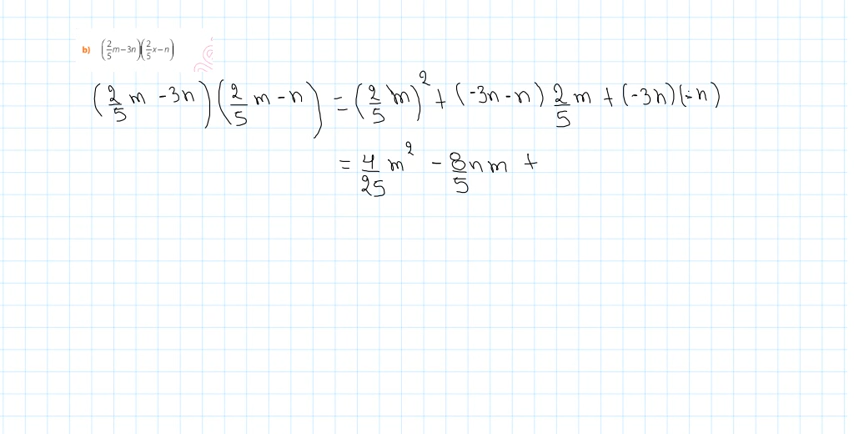 b) (2/5 m−3n)(2/5 x−n)
(2/5 m - 3n)(2/5 m - n) = (2/5 m)² + (-3n - n) 2/5 m + (-3n)(-n)
= 4/25 m² - 8/5 nm +